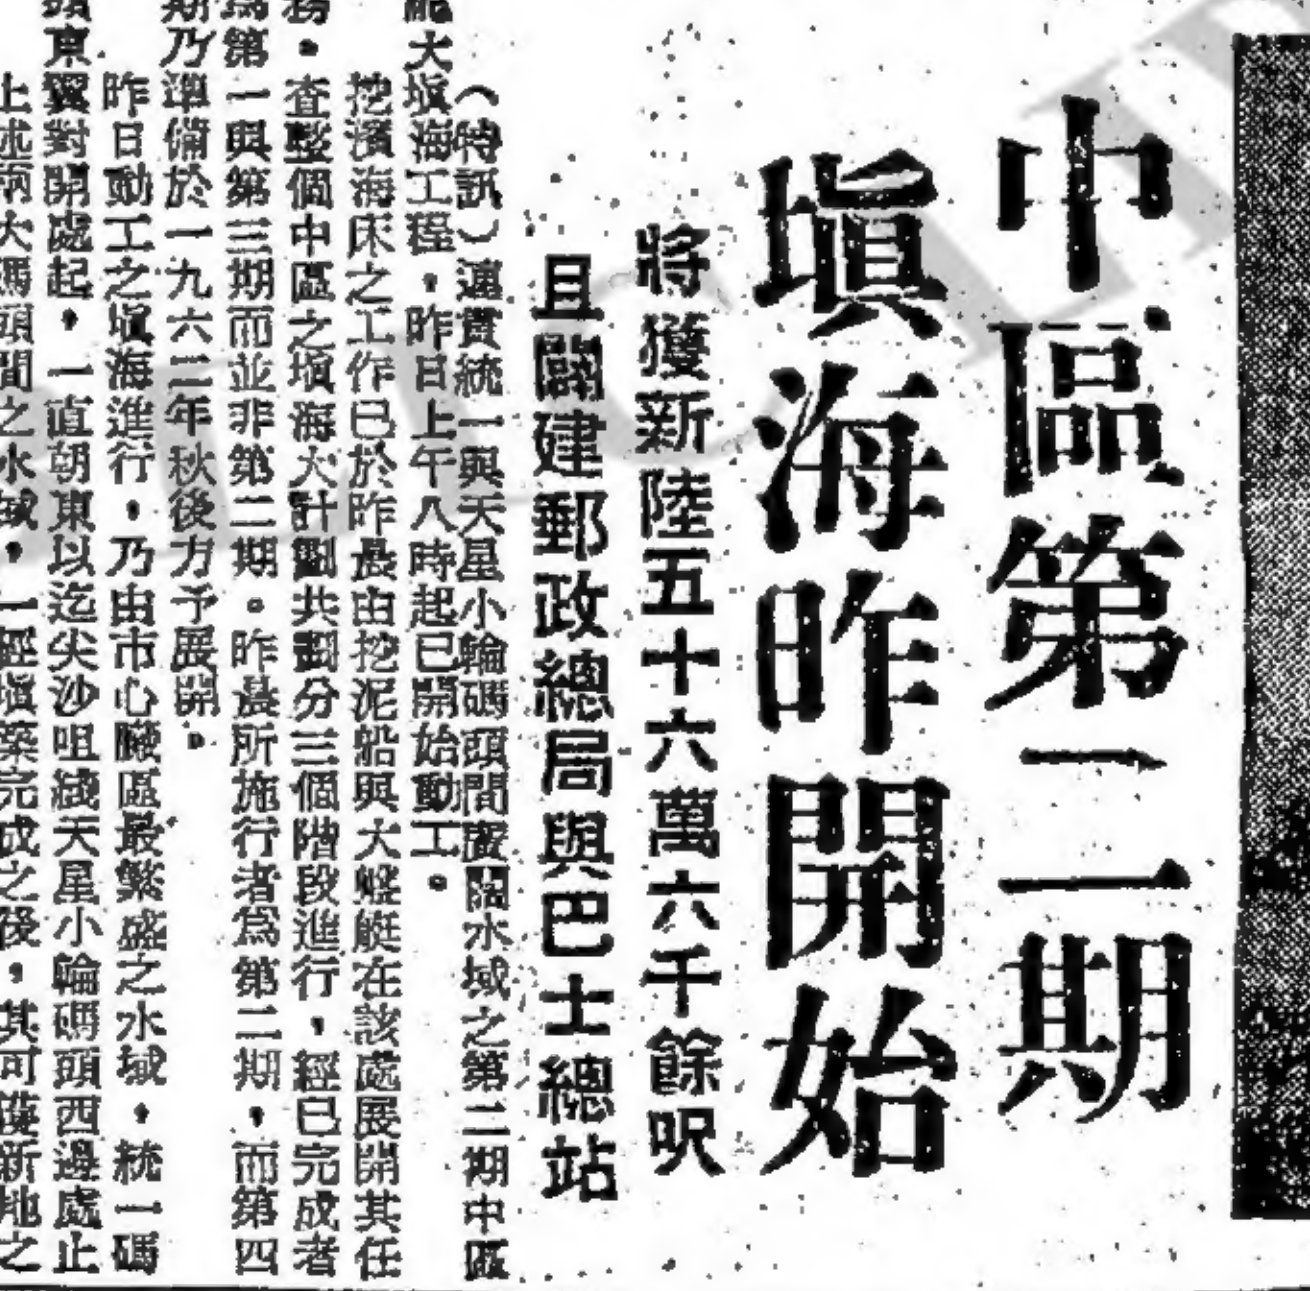 中區第二期
塡海昨開始
將獲新陸五十六萬六千餘呎
且闢建郵政總局與巴士總站
（特訊）連貫統一與天星小輪碼頭間廣闊水域之第二期中區
龐大塡海工程，昨日上午八時起已開始動工。
挖濬海床之工作已於昨晨由挖泥船與大躉艇在該處展開其任
務。查整個中區之塡海大計劃共劃分三個階段進行，經已完成者
爲第一與第三期而並非第二期。昨晨所施行者爲第二期，而第四
期乃準備於一九六二年秋後方予展開。
昨日動工之塡海進行，乃由市心臟區最繁盛之水域，統一碼
頭東翼對開處起，一直朝東以迄尖沙咀綫天星小輪碼頭西邊處止
上述兩大碼頭間之水域，一經塡築完成之後，其可獲新地之